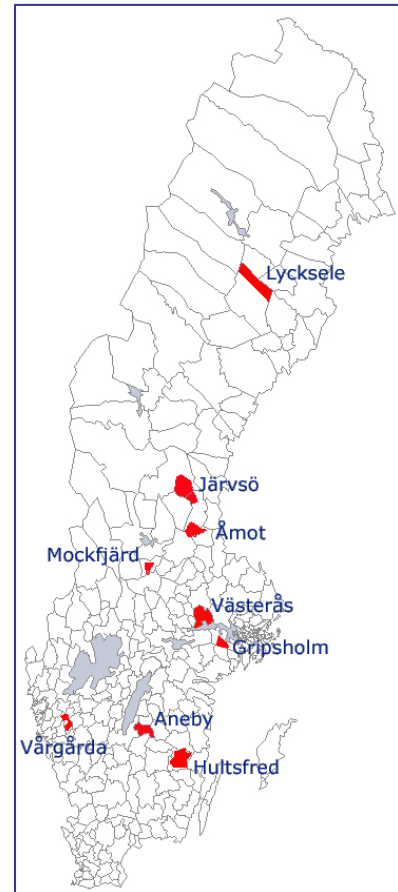 Lycksele
Järvsö
Åmot
Mockfjärd
Västerås
Gripsholm
Aneby
Vårgårda
Hultsfred